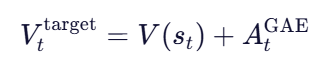 V_t^{target} = V(s_t) + A_t^{GAE}